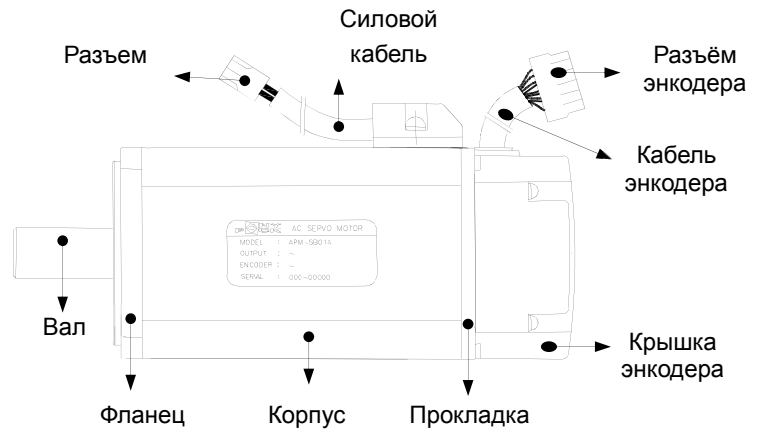 Силовой
кабель
Разъем
Разъём
энкодера
Кабель
энкодера
AC SERVO MOTOR
MODEL : APM-SB01A
OUTPUT : ~
ENCODER : ~
SERIAL : 000-00000
Вал
Крышка
энкодера
Фланец
Корпус
Прокладка